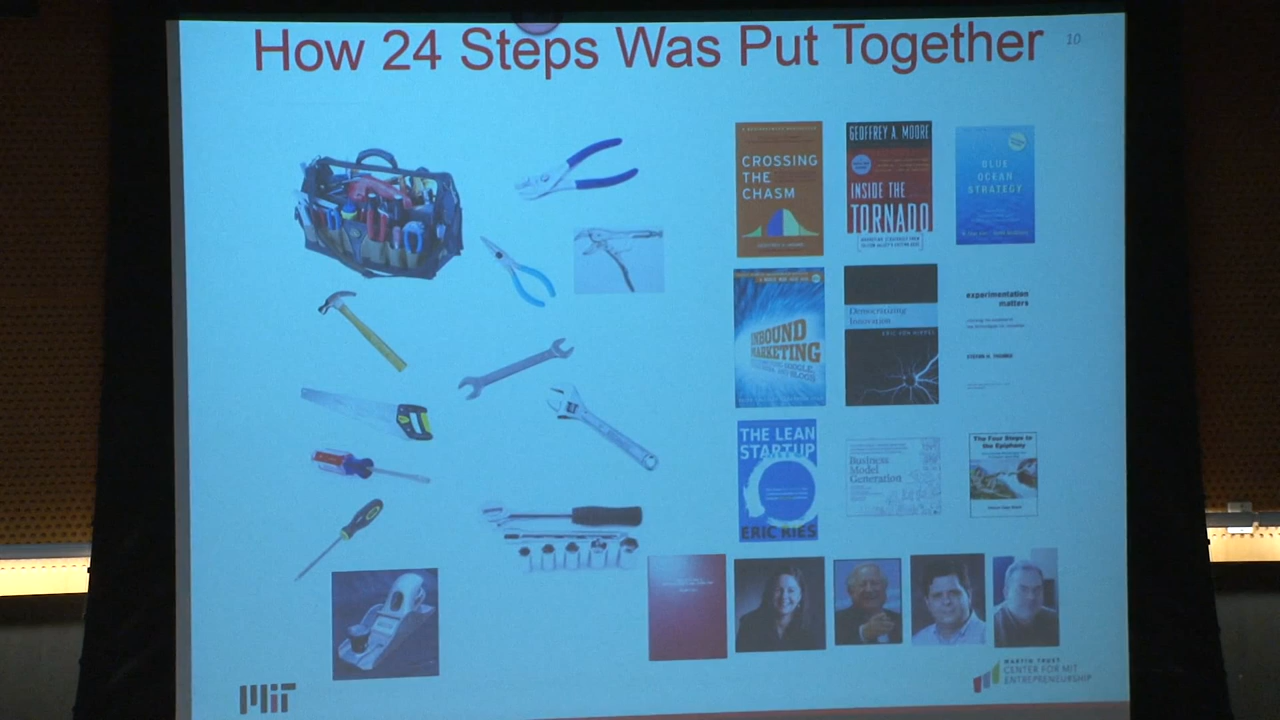 How 24 Steps Was Put Together
10
CROSSING
THE
CHASM
GEOFFREY A. MOORE
INSIDE THE
TORNADO
BLUE
OCEAN
STRATEGY
INBOUND
MARKETING
Democratizing
Innovation
ERIC VON HIPPEL
experimentation
matters
STEFAN H. THOMKE
THE LEAN
STARTUP
ERIC RIES
Business
Model
Generation
The Four Steps to
the Epiphany
MIT
MARTIN TRUST
CENTER FOR MIT
ENTREPRENEURSHIP